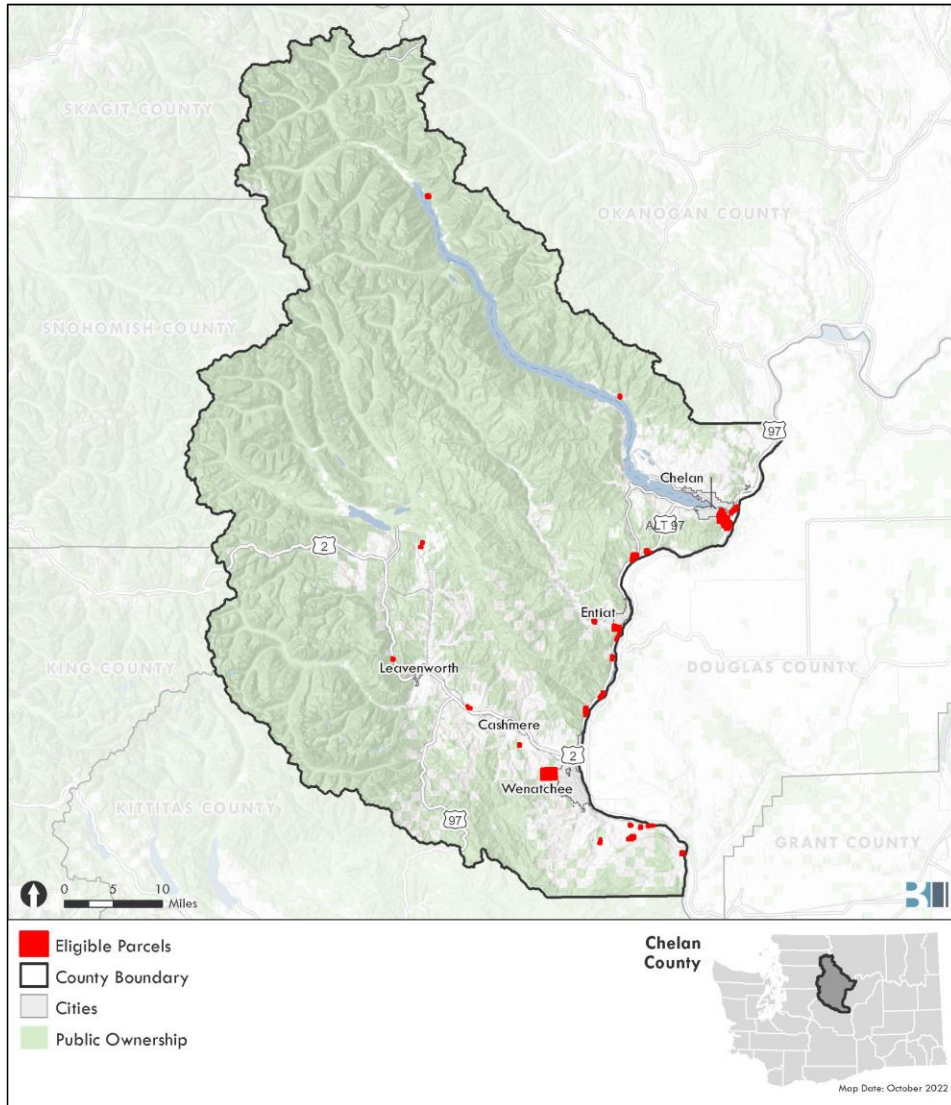 SKAGIT COUNTY
OKANOGAN COUNTY
SNOHOMISH COUNTY
97
Chelan
ALT 97
2
Entiat
KING COUNTY
Leavenworth
DOUGLAS COUNTY
Cashmere
2
Wenatchee
KITTITAS COUNTY
97
GRANT COUNTY
0 5 10
Miles
Eligible Parcels
County Boundary
Cities
Public Ownership
Chelan
County
Map Date: October 2022